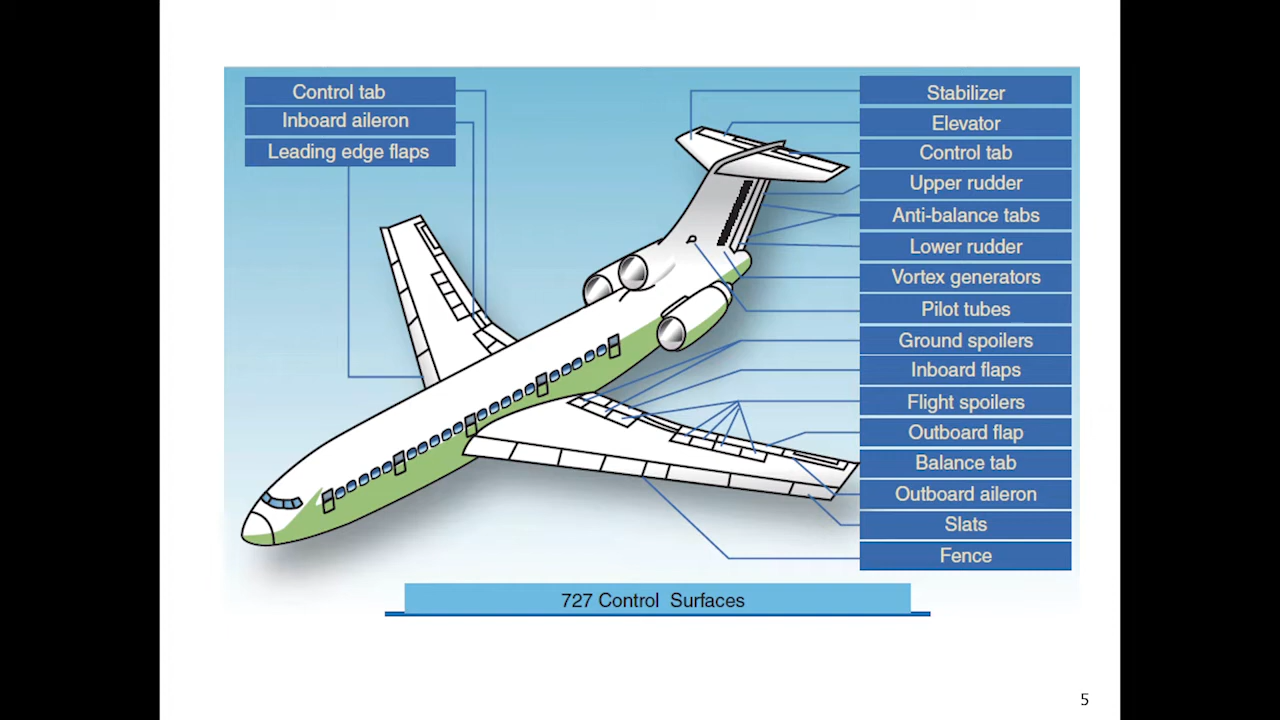 Control tab
Inboard aileron
Leading edge flaps
Stabilizer
Elevator
Control tab
Upper rudder
Anti-balance tabs
Lower rudder
Vortex generators
Pilot tubes
Ground spoilers
Inboard flaps
Flight spoilers
Outboard flap
Balance tab
Outboard aileron
Slats
Fence
727 Control Surfaces
5